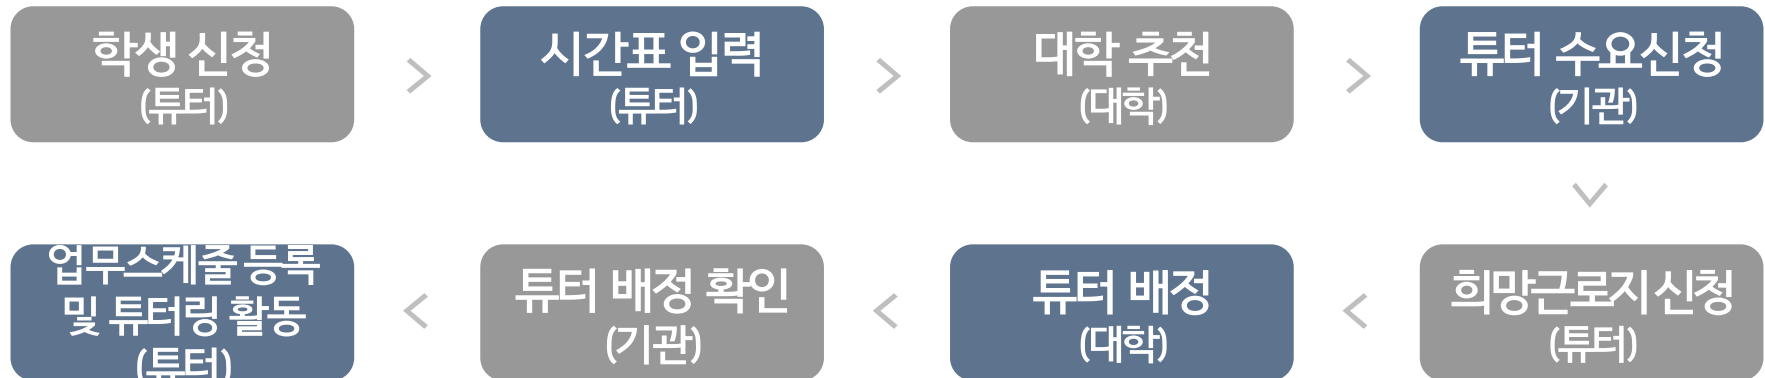 학생 신청
(튜터)
시간표 입력
(튜터)
대학 추천
(대학)
튜터 수요신청
(기관)
희망근로지 신청
(튜터)
튜터 배정
(대학)
튜터 배정 확인
(기관)
업무스케줄 등록
및 튜터링 활동
(튜터)